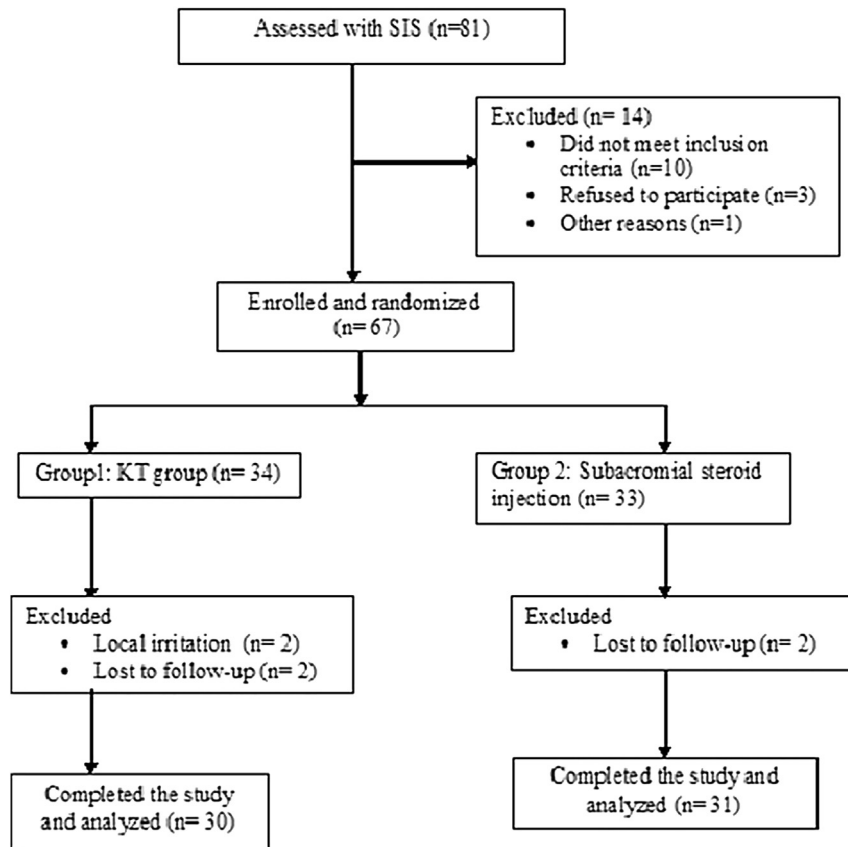 Assessed with SIS (n=81)
Excluded (n= 14)
• Did not meet inclusion
criteria (n=10)
• Refused to participate (n=3)
• Other reasons (n=1)
Enrolled and randomized
(n= 67)
Group1: KT group (n= 34)
Group 2: Subacromial steroid
injection (n= 33)
Excluded
• Local irritation (n= 2)
• Lost to follow-up (n= 2)
Excluded
• Lost to follow-up (n= 2)
Completed the study
and analyzed (n= 30)
Completed the study and
analyzed (n= 31)